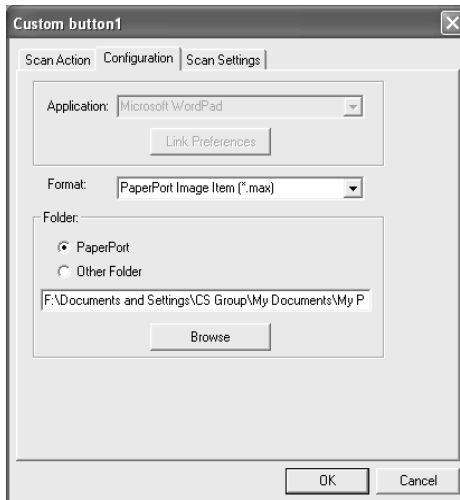 Custom button1
Scan Action Configuration Scan Settings
Application: Microsoft WordPad
Link Preferences
Format: PaperPort Image Item (*.max)
Folder:
PaperPort
Other Folder
F:\Documents and Settings\CS Group\My Documents\My P
Browse
OK Cancel